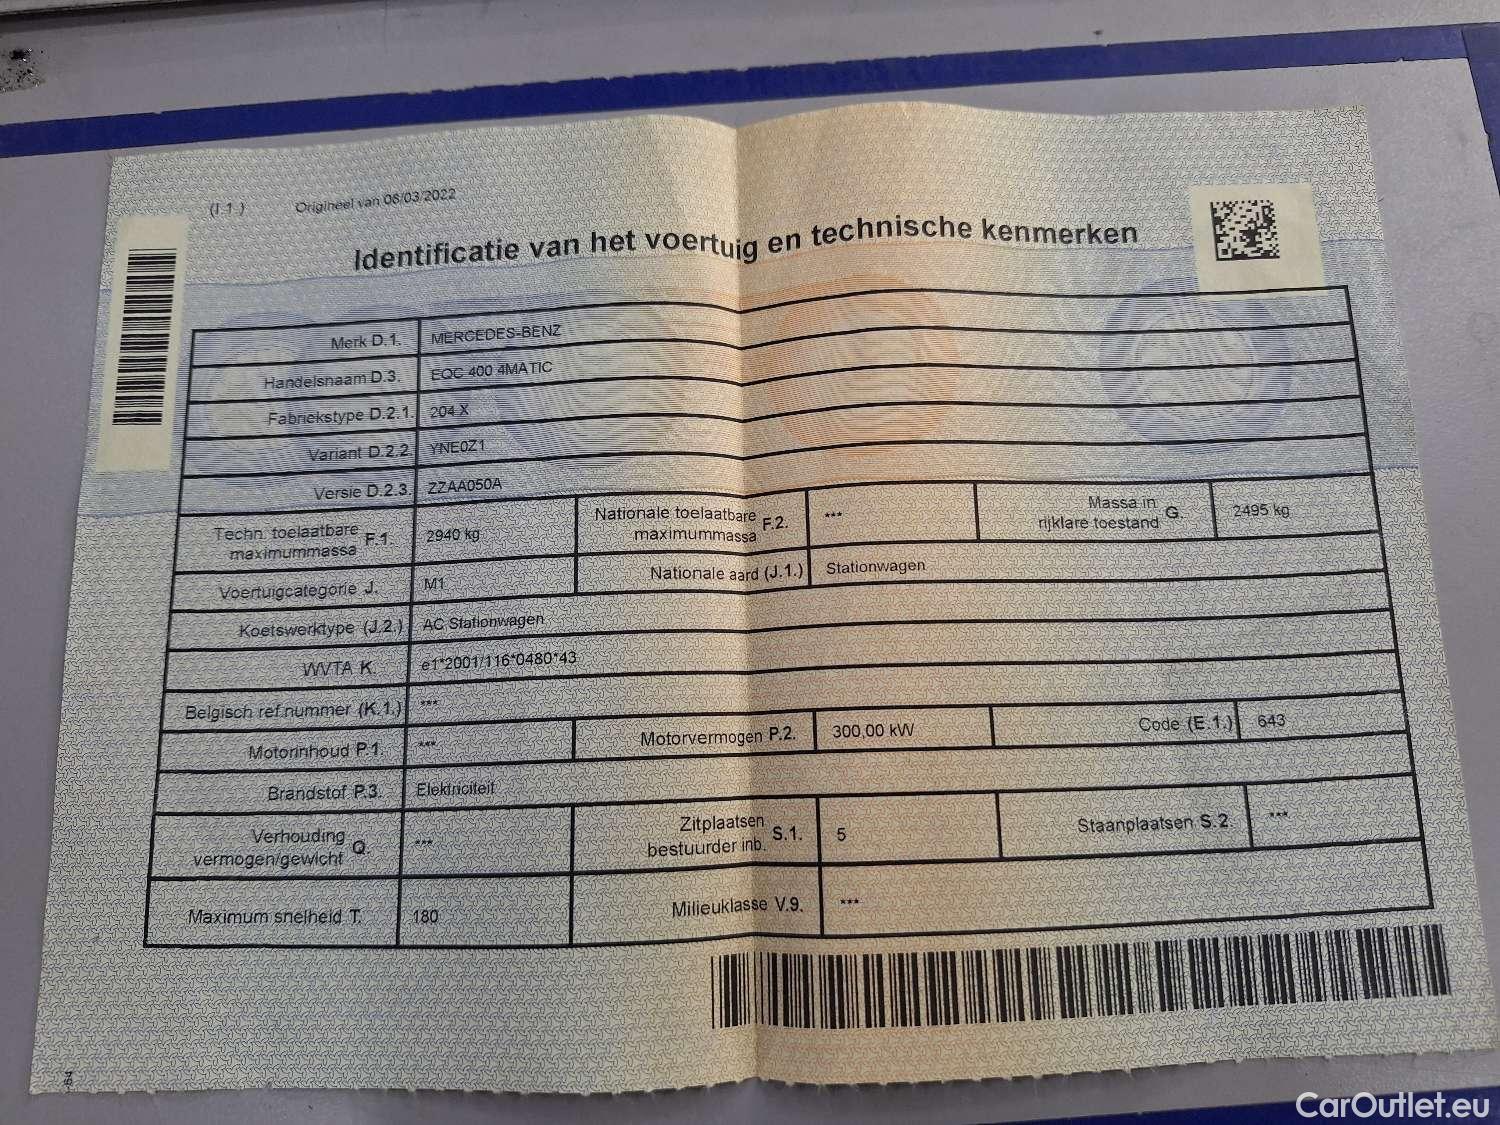 (I.1.) Origineel van 08/03/2022
Identificatie van het voertuig en technische kenmerken
Merk D.1. MERCEDES-BENZ
Handelsnaam D.3. EQC 400 4MATIC
Fabriekstype D.2.1. 204 X
Variant D.2.2. YNE0Z1
Versie D.2.3. ZZAA050A
Techn. toelaatbare maximummassa F.1. 2940 kg Nationale toelaatbare maximummassa F.2. *** Massa in rijklare toestand G. 2495 kg
Voertuigcategorie J. M1 Nationale aard (J.1.) Stationwagen
Koetswerktype (J.2.) AC Stationwagen
WVTA K. e1*2001/116*0480*43
Belgisch ref.nummer (K.1.) ***
Motorinhoud P.1. *** Motorvermogen P.2. 300,00 kW Code (E.1.) 643
Brandstof P.3. Elektriciteit
Verhouding vermogen/gewicht Q. *** Zitplaatsen bestuurder inb. S.1. 5 Staanplaatsen S.2. ***
Maximum snelheid T. 180 Milieuklasse V.9. ***
CarOutlet.eu